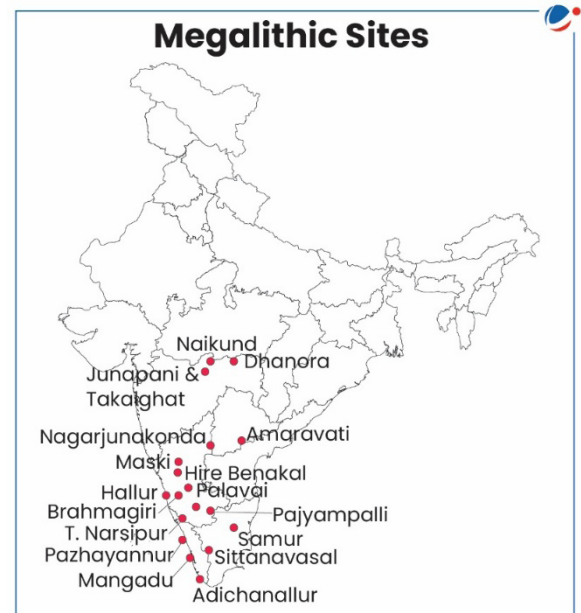 Megalithic Sites
Naikund
Dhanora
Junapani &
Takalghat
Nagarjunakonda
Amaravati
Maski
Hire Benakal
Hallur
Palavai
Brahmagiri
Pajyampalli
T. Narsipur
Samur
Pazhayannur
Sittanavasal
Mangadu
Adichanallur